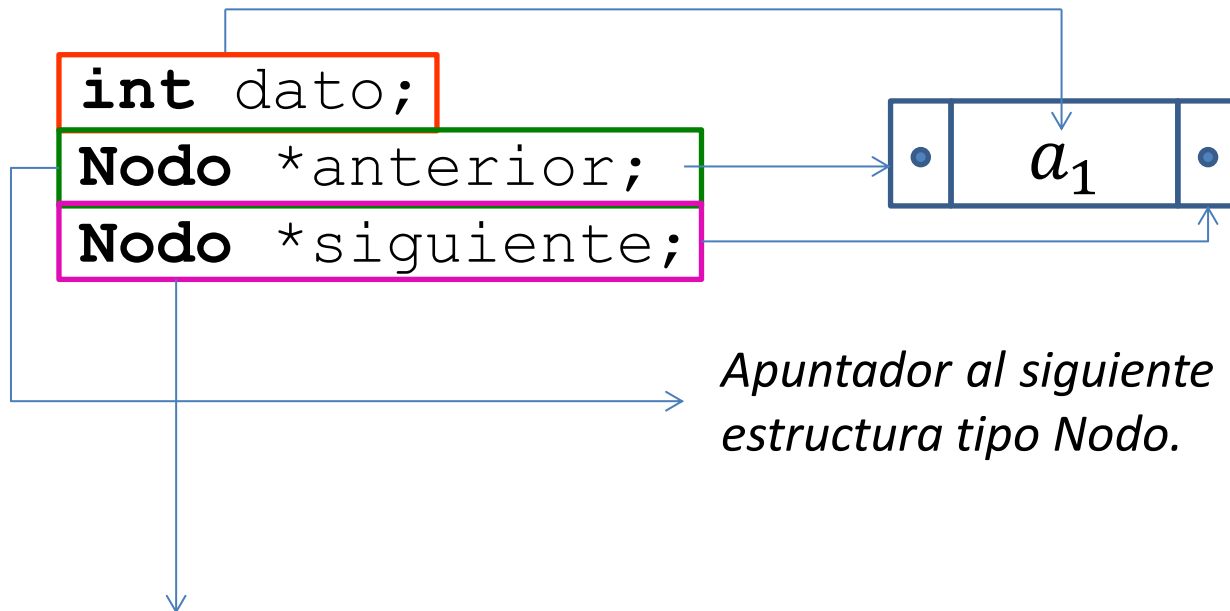 int dato;
Nodo *anterior;
a₁
Nodo *siguiente;
Apuntador al siguiente
estructura tipo Nodo.